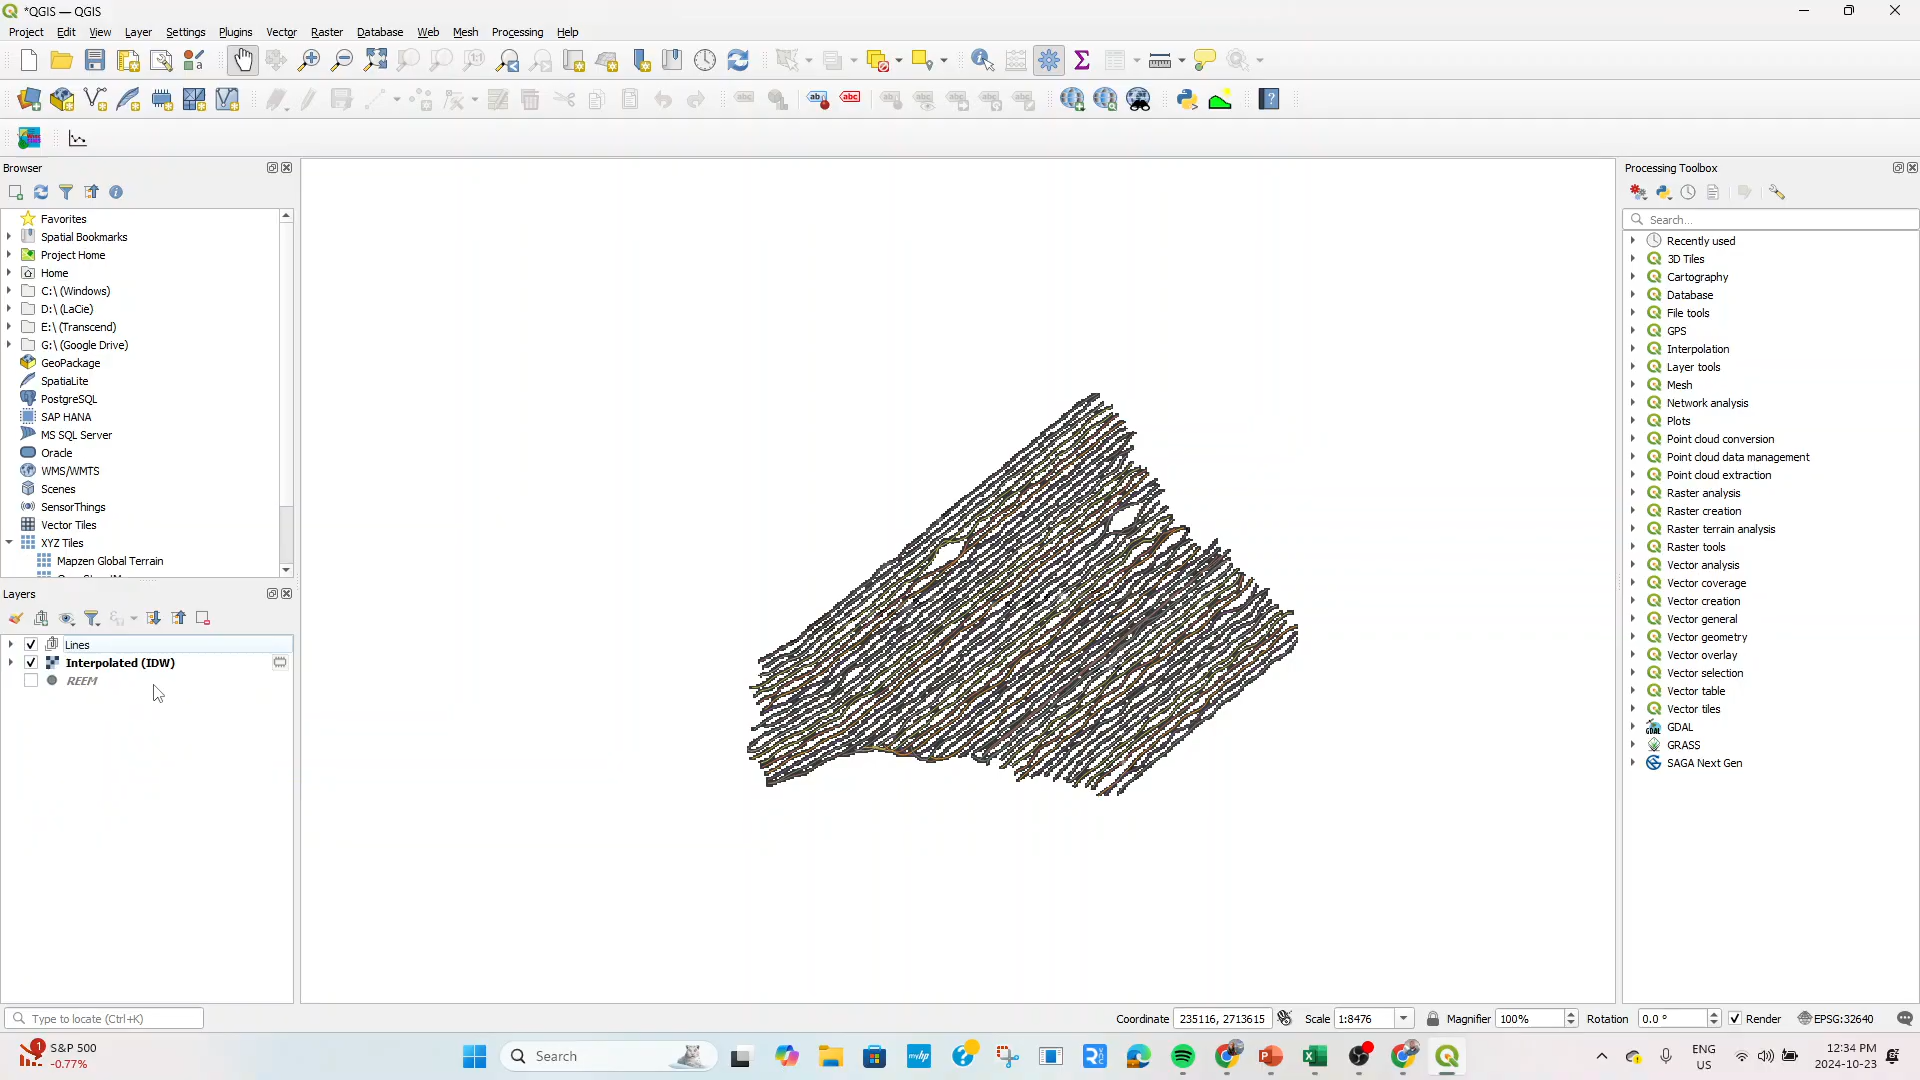 *QGIS — QGIS
Project Edit View Layer Settings Plugins Vector Raster Database Web Mesh Processing Help
Browser
Favorites
Spatial Bookmarks
Project Home
Home
C:\ (Windows)
D:\ (LaCie)
E:\ (Transcend)
G:\ (Google Drive)
GeoPackage
SpatiaLite
PostgreSQL
SAP HANA
MS SQL Server
Oracle
WMS/WMTS
Scenes
SensorThings
Vector Tiles
XYZ Tiles
Mapzen Global Terrain
Layers
Lines
Interpolated (IDW)
REEM
Processing Toolbox
Search...
Recently used
3D Tiles
Cartography
Database
File tools
GPS
Interpolation
Layer tools
Mesh
Network analysis
Plots
Point cloud conversion
Point cloud data management
Point cloud extraction
Raster analysis
Raster creation
Raster terrain analysis
Raster tools
Vector analysis
Vector coverage
Vector creation
Vector general
Vector geometry
Vector overlay
Vector selection
Vector table
Vector tiles
GDAL
GRASS
SAGA Next Gen
Type to locate (Ctrl+K)
Coordinate 235116, 2713615 Scale 1:8476 Magnifier 100% Rotation 0.0 ° Render EPSG:32640
S&P 500
-0.77%
Search
ENG
US
12:34 PM
2024-10-23